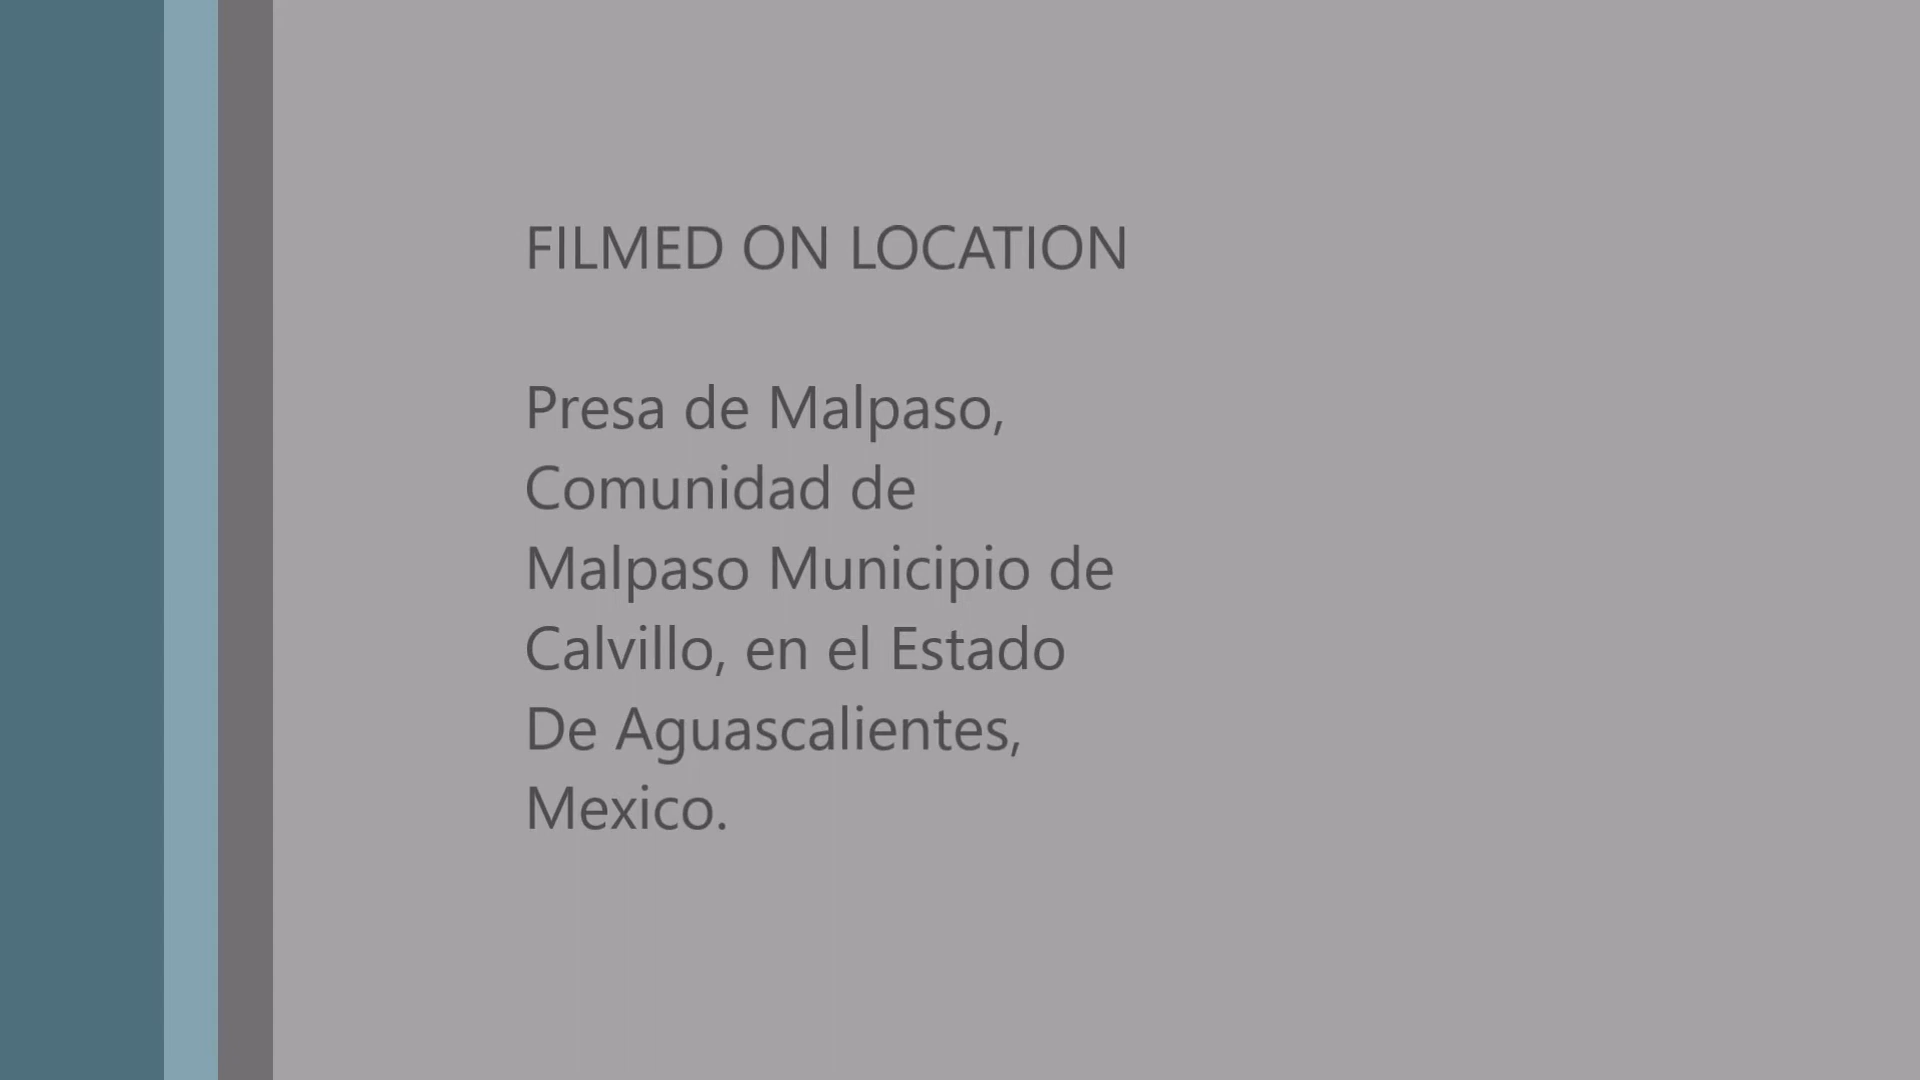 FILMED ON LOCATION
Presa de Malpaso,
Comunidad de
Malpaso Municipio de
Calvillo, en el Estado
De Aguascalientes,
Mexico.